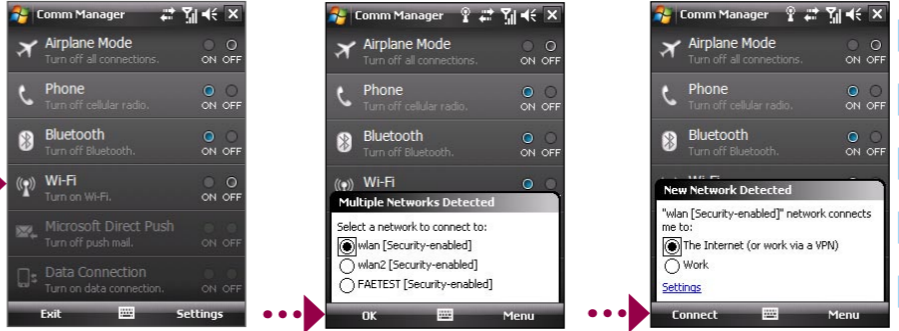 Comm Manager
Airplane Mode
Turn off all connections.
ON OFF
Phone
Turn off cellular radio.
ON OFF
Bluetooth
Turn off Bluetooth.
ON OFF
Wi-Fi
Turn on Wi-Fi.
ON OFF
Microsoft Direct Push
Turn off push mail.
ON OFF
Data Connection
Turn on data connection.
ON OFF
Exit Settings
Comm Manager
Airplane Mode
Turn off all connections.
ON OFF
Phone
Turn off cellular radio.
ON OFF
Bluetooth
Turn off Bluetooth.
ON OFF
Wi-Fi
Multiple Networks Detected
Select a network to connect to:
wlan [Security-enabled]
wlan2 [Security-enabled]
FAETEST [Security-enabled]
OK Menu
Comm Manager
Airplane Mode
Turn off all connections.
ON OFF
Phone
Turn off cellular radio.
ON OFF
Bluetooth
Turn off Bluetooth.
ON OFF
New Network Detected
"wlan [Security-enabled]" network connects
me to:
The Internet (or work via a VPN)
Work
Settings
Connect Menu